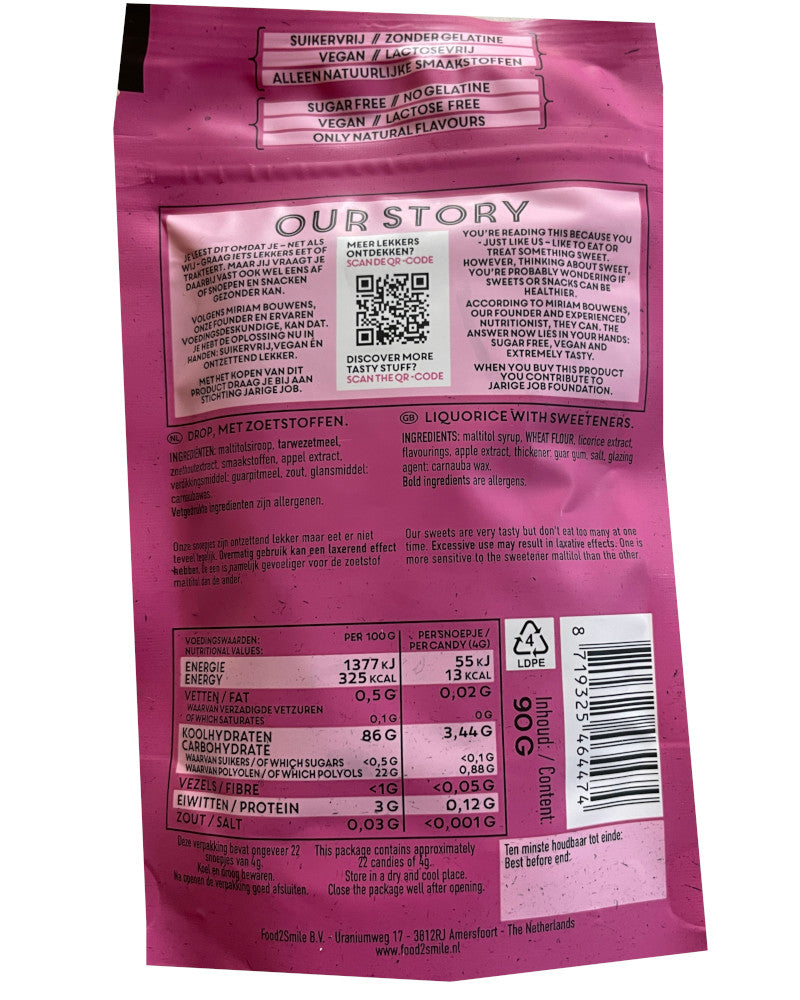 SUIKERVRIJ // ZONDER GELATINE
VEGAN // LACTOSEVRIJ
ALLEEN NATUURLIJKE SMAAKSTOFFEN
SUGAR FREE // NO GELATINE
VEGAN // LACTOSE FREE
ONLY NATURAL FLAVOURS
OUR STORY
JE LEEST DIT OMDAT JE – NET ALS
WIJ – GRAAG IETS LEKKERS EET OF
TRAKTEERT. MAAR JIJ VRAAGT JE
DAARBIJ VAST OOK WEL EENS AF
OF SNOEPEN EN SNACKEN
GEZONDER KAN.
VOLGENS MIRIAM BOUWENS,
ONZE FOUNDER EN ERVAREN
VOEDINGSDESKUNDIGE, KAN DAT.
JE HEBT DE OPLOSSING NU IN
HANDEN: SUIKERVRIJ, VEGAN ÉN
ONTZETTEND LEKKER.
MET HET KOPEN VAN DIT
PRODUCT DRAAG JE BIJ AAN
STICHTING JARIGE JOB.
MEER LEKKERS
ONTDEKKEN?
SCAN DE QR-CODE
DISCOVER MORE
TASTY STUFF?
SCAN THE QR-CODE
YOU'RE READING THIS BECAUSE YOU
- JUST LIKE US – LIKE TO EAT OR
TREAT SOMETHING SWEET.
HOWEVER, THINKING ABOUT SWEET,
YOU'RE PROBABLY WONDERING IF
SWEETS OR SNACKS CAN BE
HEALTHIER.
ACCORDING TO MIRIAM BOUWENS,
OUR FOUNDER AND EXPERIENCED
NUTRITIONIST, THEY CAN. THE
ANSWER NOW LIES IN YOUR HANDS:
SUGAR FREE, VEGAN AND
EXTREMELY TASTY.
WHEN YOU BUY THIS PRODUCT
YOU CONTRIBUTE TO
JARIGE JOB FOUNDATION.
NL DROP, MET ZOETSTOFFEN.
INGREDIËNTEN: maltitolsiroop, tarwezetmeel,
zoethoutextract, smaakstoffen, appel extract,
verdikkingsmiddel: guarpitmeel, zout, glansmiddel:
carnaubawas.
Vetgedrukte ingredienten zijn allergenen.
GB LIQUORICE WITH SWEETENERS.
INGREDIENTS: maltitol syrup, WHEAT FLOUR, licorice extract,
flavourings, apple extract, thickener: guar gum, salt, glazing
agent: carnauba wax.
Bold ingredients are allergens.
Onze snoepjes zijn ontzettend lekker maar eet er niet
teveel tegelijk. Overmatig gebruik kan een laxerend effect
hebben. De een is namelijk gevoeliger voor de zoetstof
maltitol dan de ander.
Our sweets are very tasty but don't eat too many at one
time. Excessive use may result in laxative effects. One is
more sensitive to the sweetener maltitol than the other.
VOEDINGSWAARDEN: PER 100 G PER SNOEPJE /
NUTRITIONAL VALUES: PER CANDY (4G)
ENERGIE 1377 KJ 55 KJ
ENERGY 325 KCAL 13 KCAL
VETTEN / FAT 0,5 G 0,02 G
WAARVAN VERZADIGDE VETZUREN
OF WHICH SATURATES 0,1 G 0 G
KOOLHYDRATEN 86 G 3,44 G
CARBOHYDRATE
WAARVAN SUIKERS / OF WHICH SUGARS <0,5 G <0,1 G
WAARVAN POLYOLEN / OF WHICH POLYOLS 22 G 0,88 G
VEZELS / FIBRE <1 G <0,05 G
EIWITTEN / PROTEIN 3 G 0,12 G
ZOUT / SALT 0,03 G <0,001 G
4
LDPE
Inhoud: / Content:
90 G
8 719325 464474
Deze verpakking bevat ongeveer 22
snoepjes van 4g.
Koel en droog bewaren.
Na openen de verpakking goed afsluiten.
This package contains approximately
22 candies of 4g.
Store in a dry and cool place.
Close the package well after opening.
Ten minste houdbaar tot einde:
Best before end:
Food2Smile B.V. - Uraniumweg 17 - 3812RJ Amersfoort - The Netherlands
www.food2smile.nl